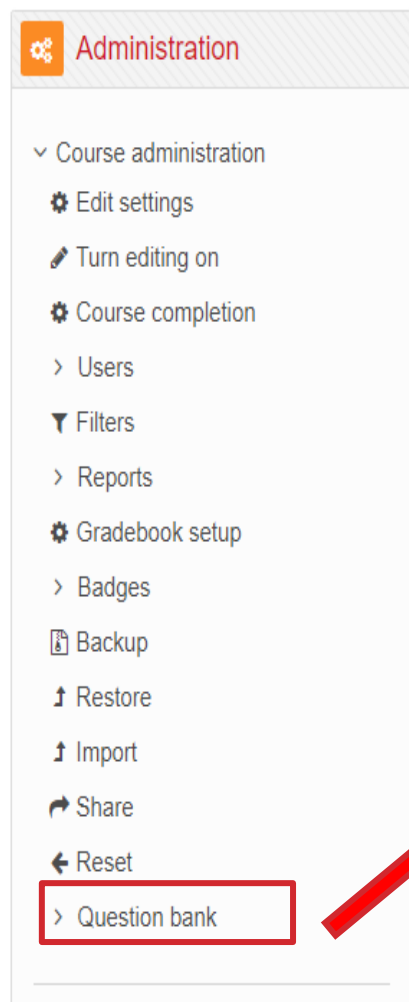 Administration
Course administration
Edit settings
Turn editing on
Course completion
Users
Filters
Reports
Gradebook setup
Badges
Backup
Restore
Import
Share
Reset
Question bank